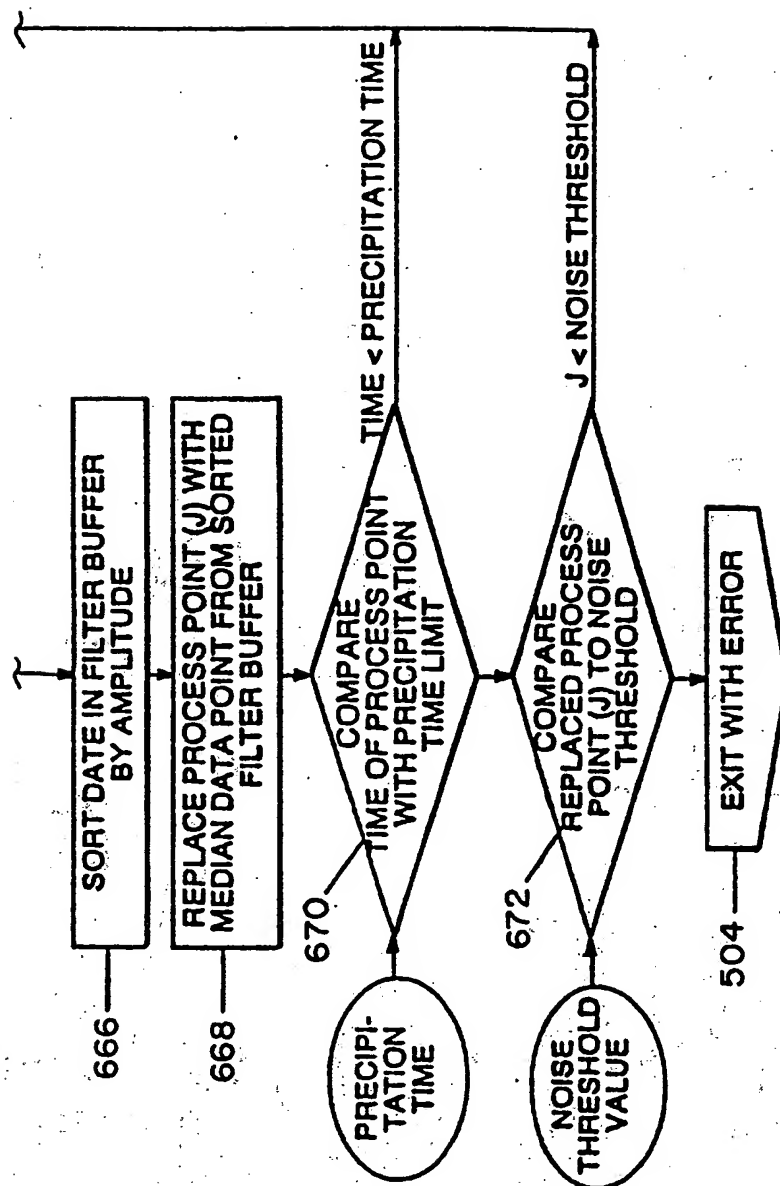 666
SORT DATE IN FILTER BUFFER
BY AMPLITUDE
668
REPLACE PROCESS POINT (J) WITH
MEDIAN DATA POINT FROM SORTED
FILTER BUFFER
PRECIPI-
TATION
TIME
670
COMPARE
TIME OF PROCESS POINT
WITH PRECIPITATION
TIME LIMIT
TIME < PRECIPITATION TIME
NOISE
THRESHOLD
VALUE
672
COMPARE
REPLACED PROCESS
POINT (J) TO NOISE
THRESHOLD
J < NOISE THRESHOLD
504
EXIT WITH ERROR